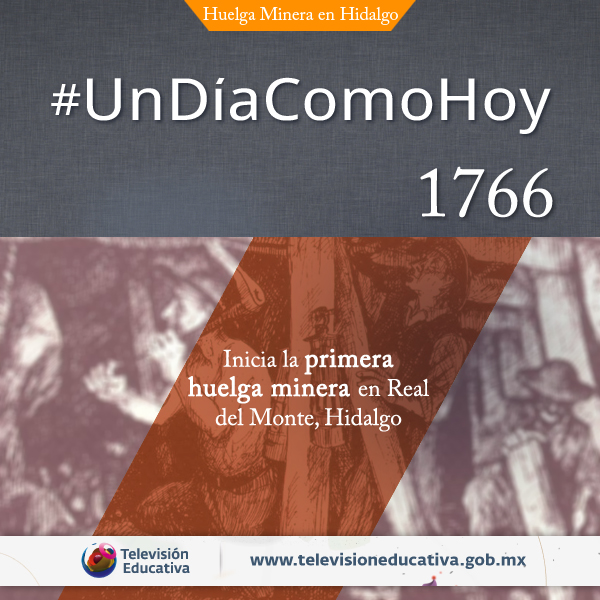 Huelga Minera en Hidalgo
#UnDíaComoHoy
1766
Inicia la primera
huelga minera en Real
del Monte, Hidalgo
Televisión
Educativa
www.televisioneducativa.gob.mx